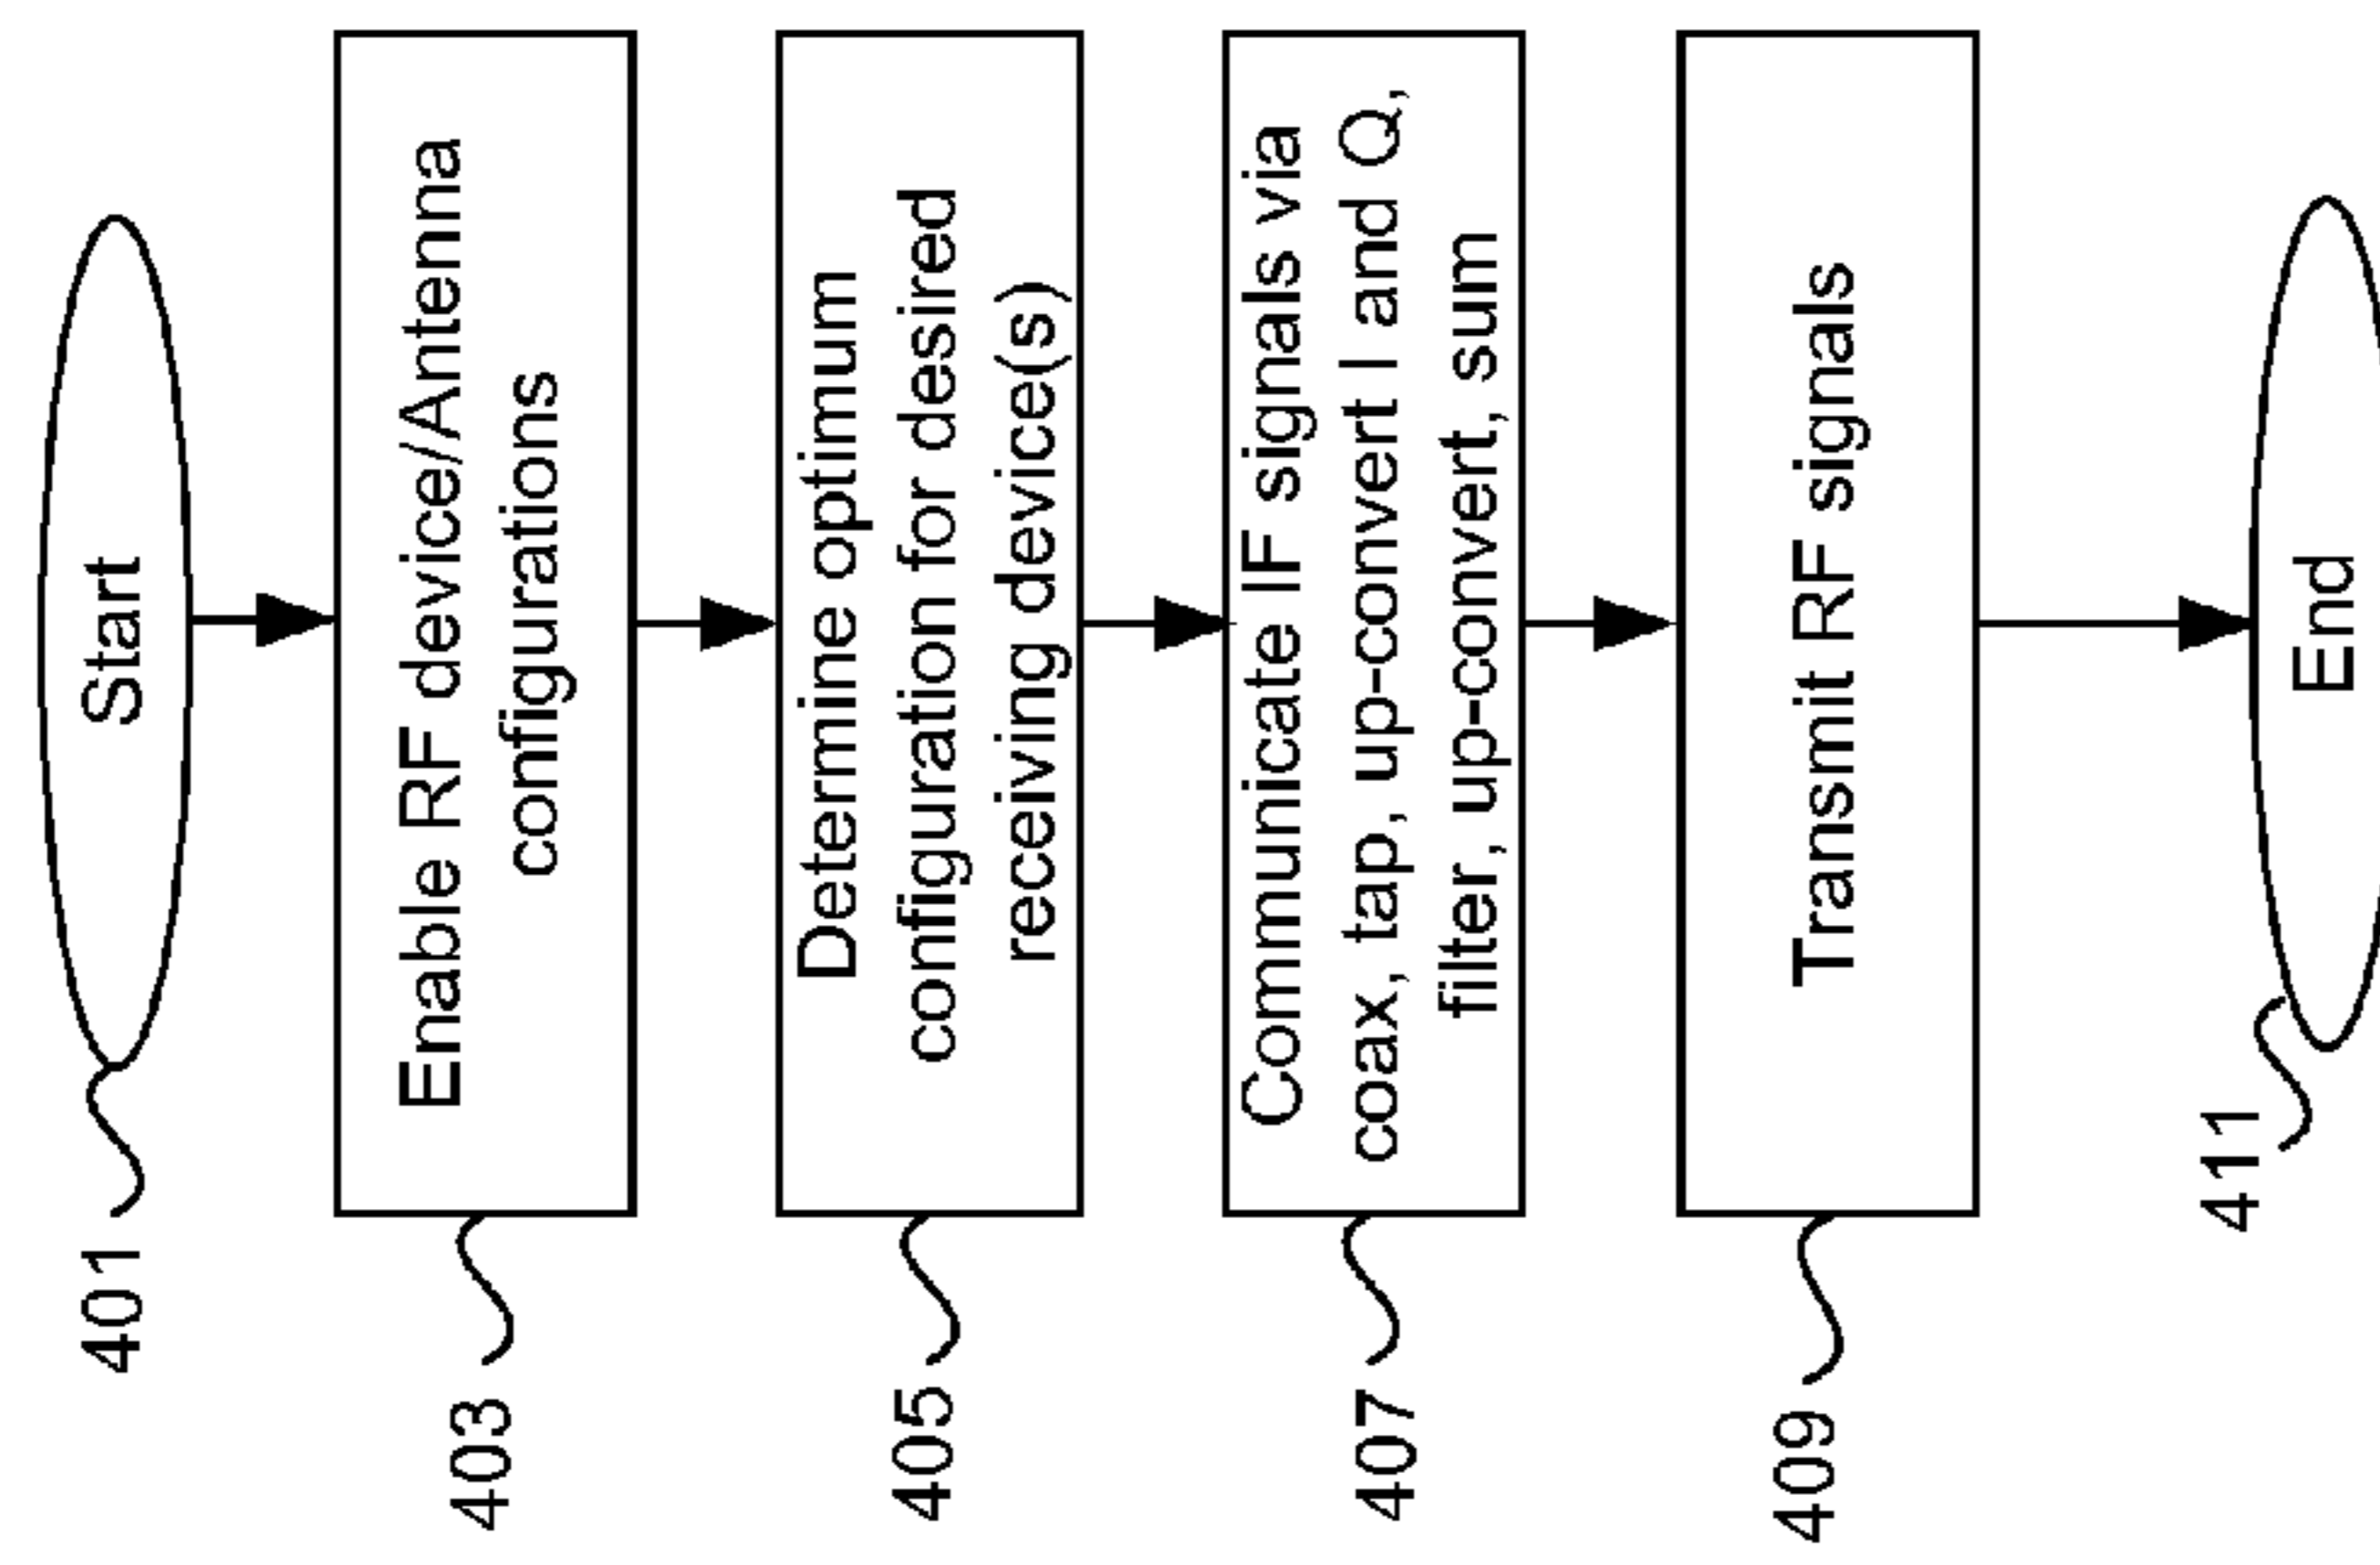 Start
401
Enable RF device/Antenna
configurations
403
Determine optimum
configuration for desired
receiving device(s)
405
Communicate IF signals via
coax, tap, up-convert I and Q,
filter, up-convert, sum
407
Transmit RF signals
409
End
411